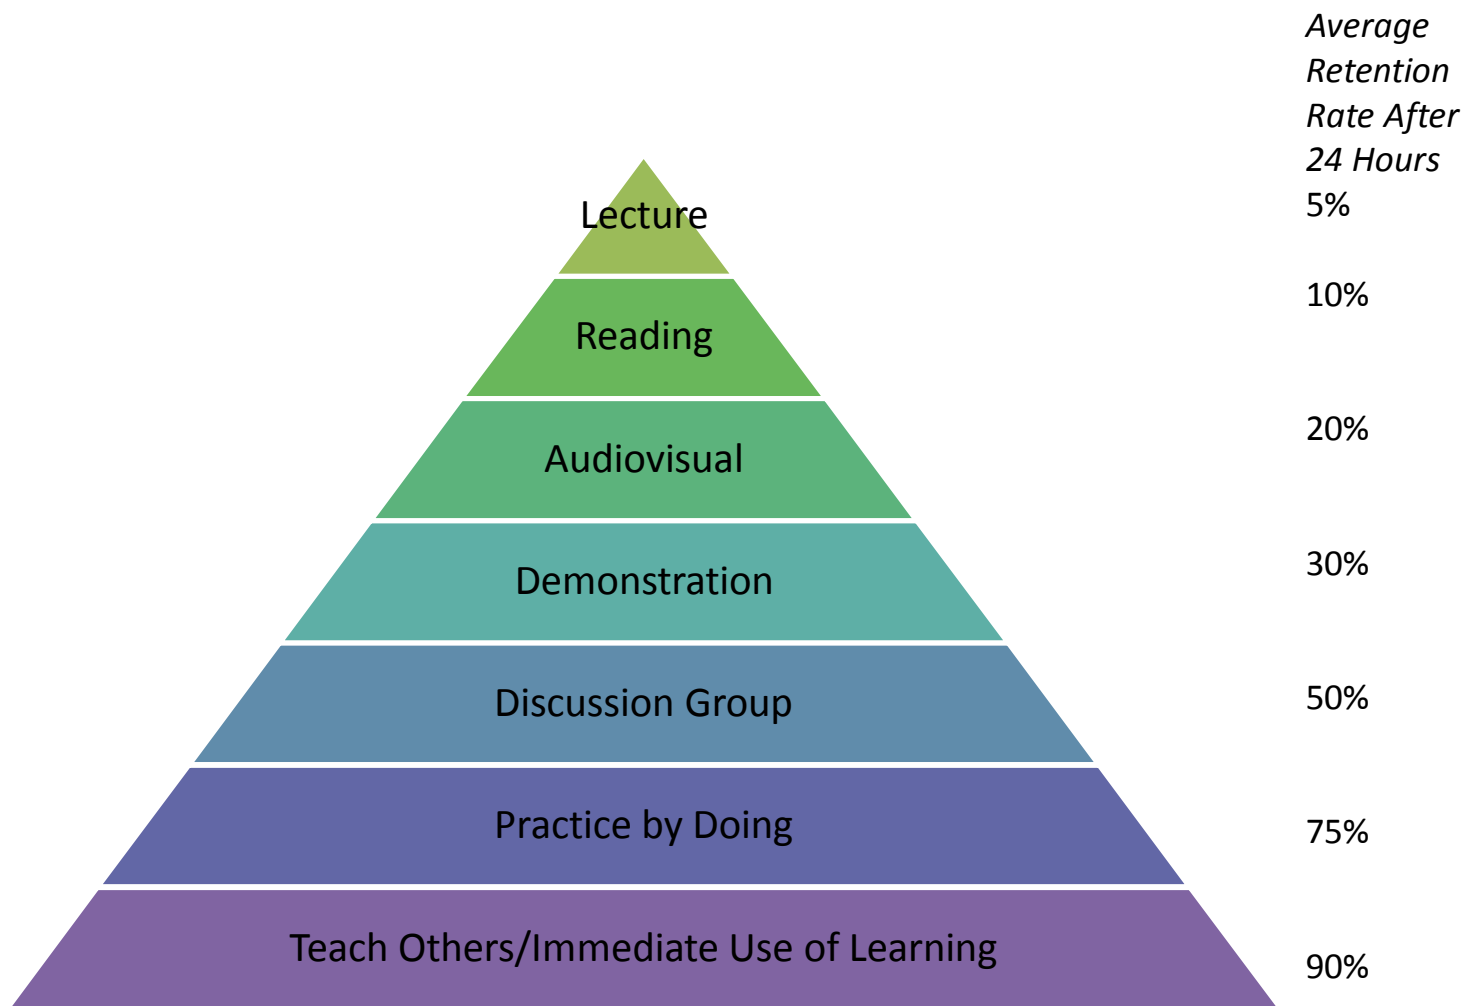 Average
Retention
Rate After
24 Hours
Lecture
5%
Reading
10%
Audiovisual
20%
Demonstration
30%
Discussion Group
50%
Practice by Doing
75%
Teach Others/Immediate Use of Learning
90%